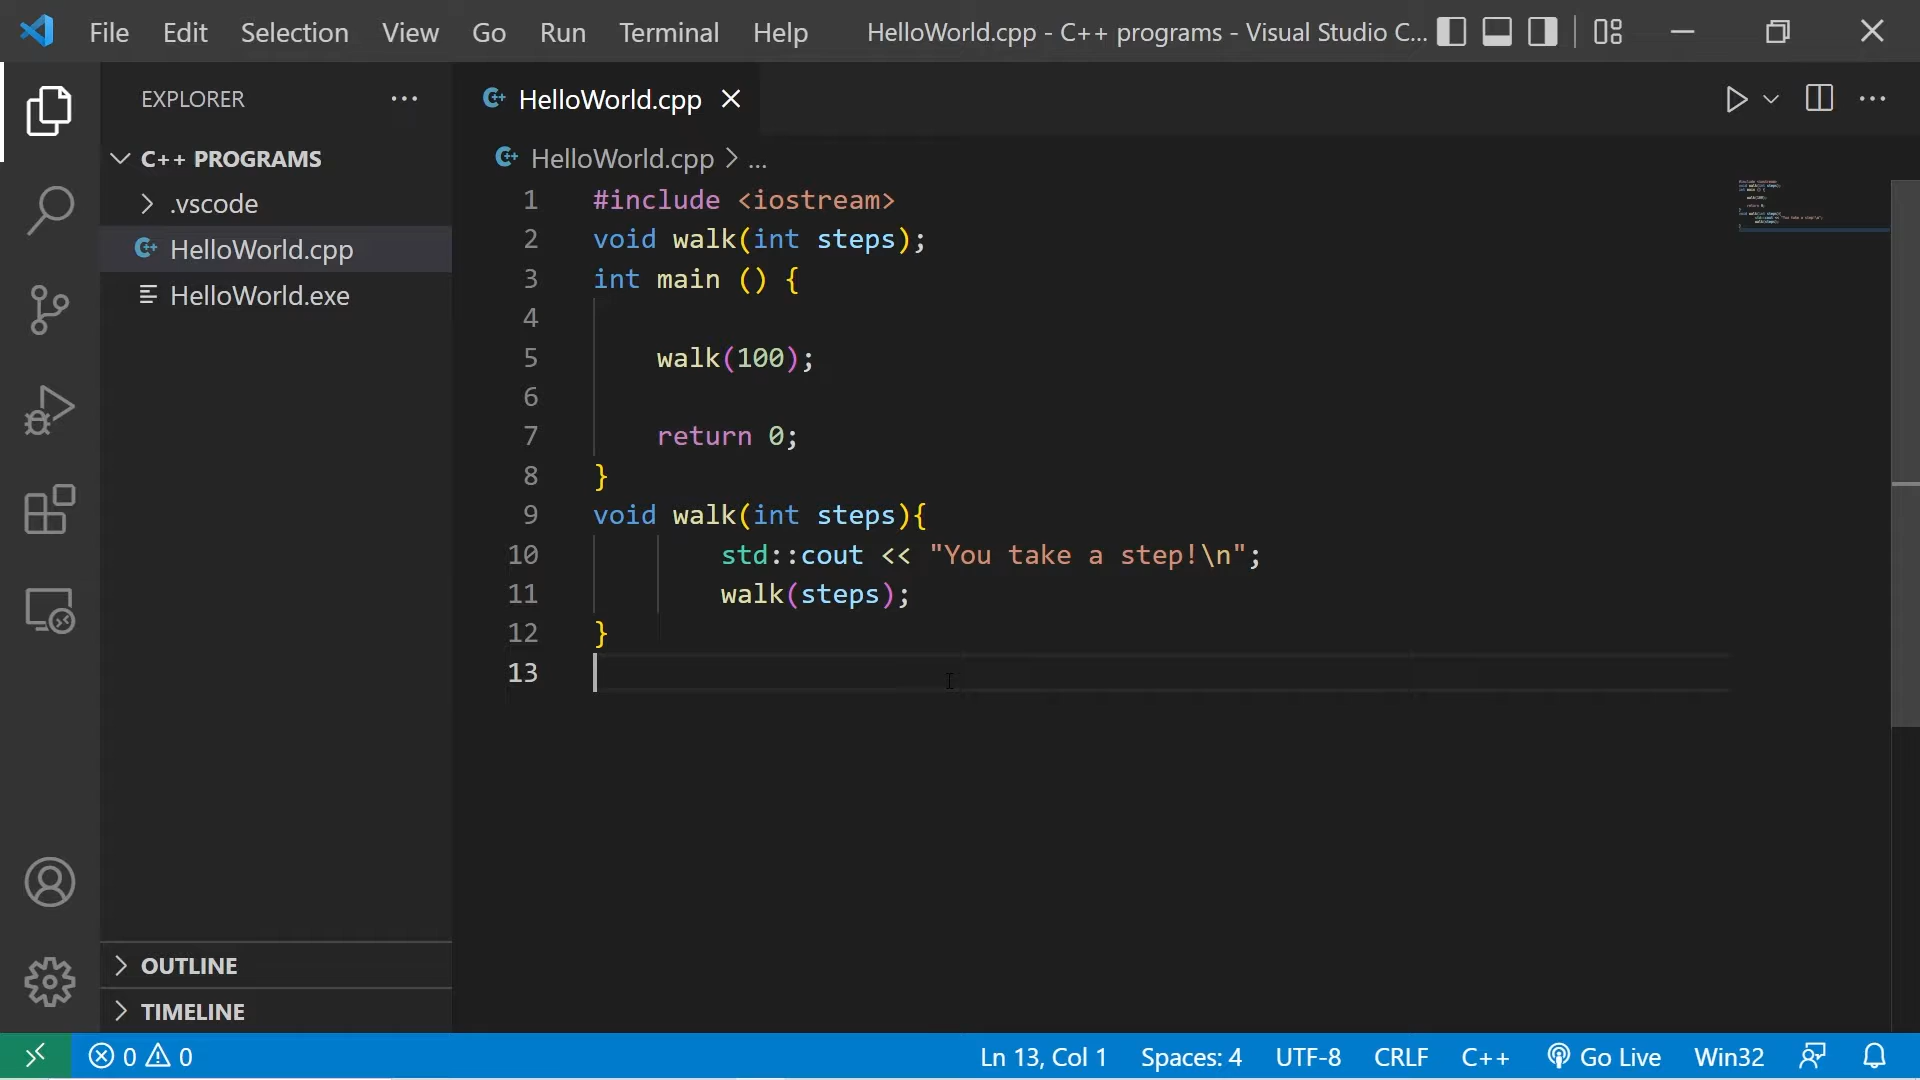 File Edit Selection View Go Run Terminal Help HelloWorld.cpp - C++ programs - Visual Studio C...
EXPLORER
C++ PROGRAMS
.vscode
HelloWorld.cpp
HelloWorld.exe
OUTLINE
TIMELINE
HelloWorld.cpp
HelloWorld.cpp > ...
1 #include <iostream>
2 void walk(int steps);
3 int main () {
4
5 walk(100);
6
7 return 0;
8 }
9 void walk(int steps){
10 std::cout << "You take a step!\n";
11 walk(steps);
12 }
13
0 0 Ln 13, Col 1 Spaces: 4 UTF-8 CRLF C++ Go Live Win32